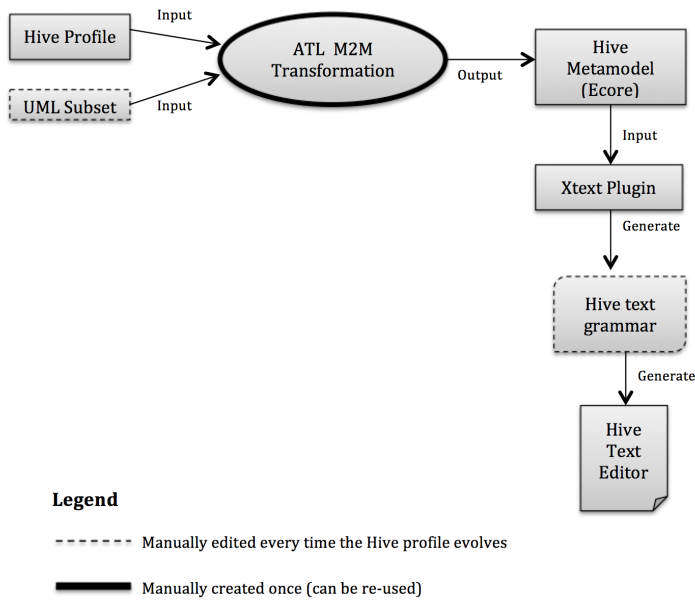 Hive Profile
Input
UML Subset
Input
ATL M2M
Transformation
Output
Hive
Metamodel
(Ecore)
Input
Xtext Plugin
Generate
Hive text
grammar
Generate
Hive
Text
Editor
Legend
Manually edited every time the Hive profile evolves
Manually created once (can be re-used)